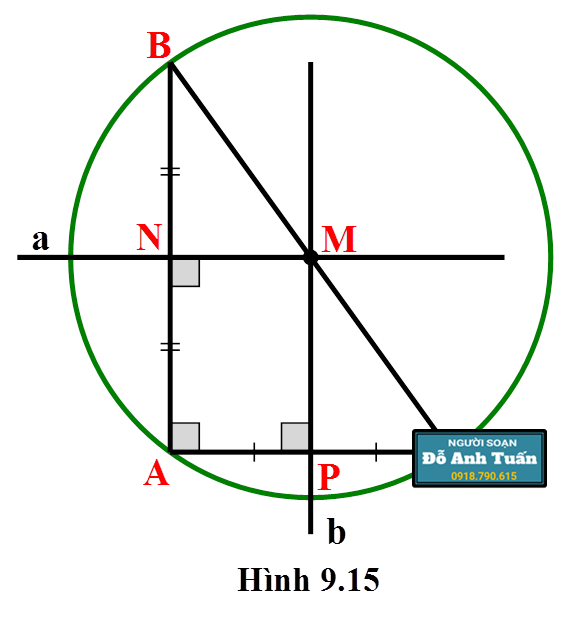 B
a
N
M
A
P
b
NGƯỜI SOẠN
Đỗ Anh Tuấn
0918.790.615
Hình 9.15